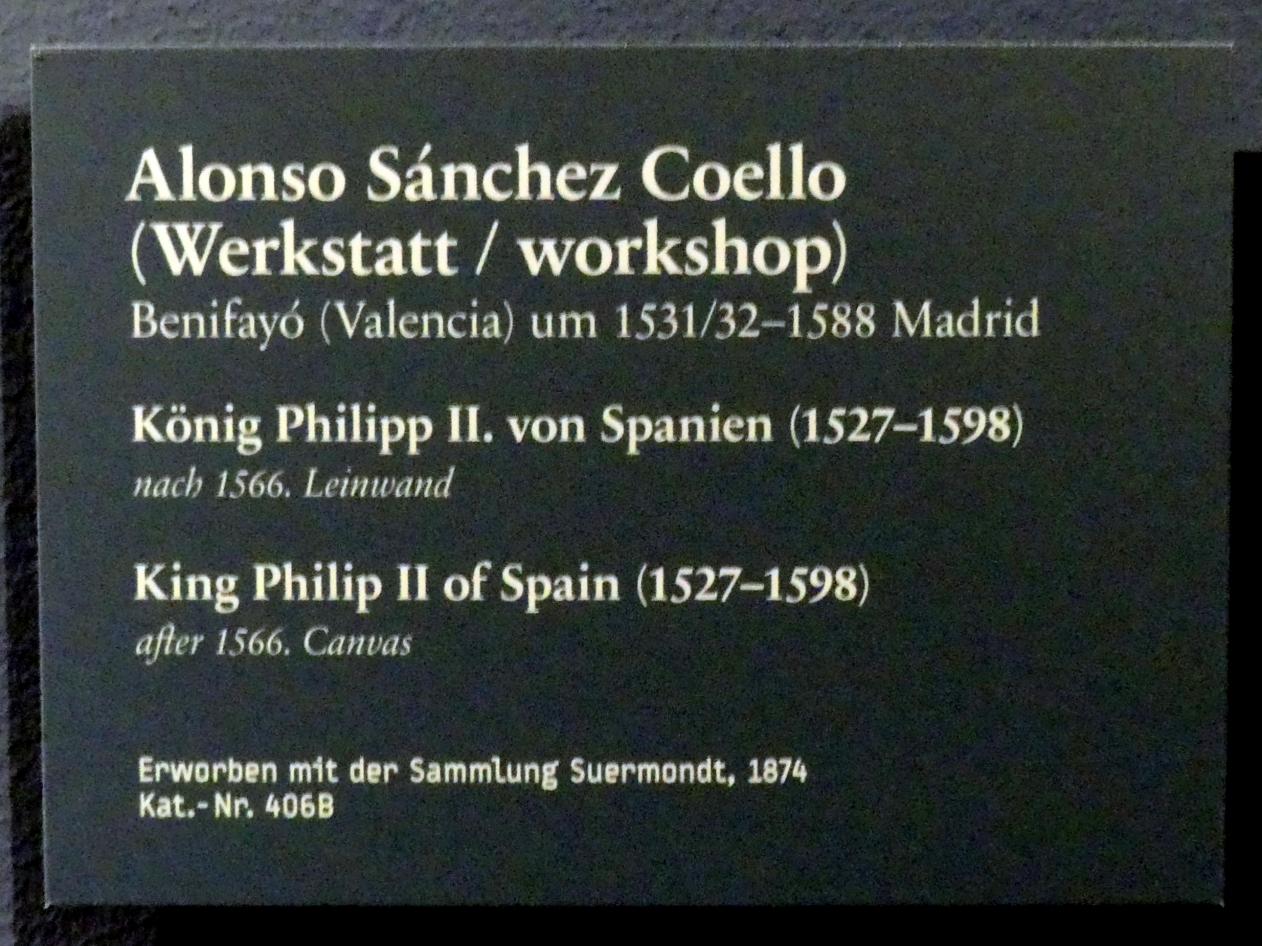 Alonso Sánchez Coello
(Werkstatt / workshop)
Benifayó (Valencia) um 1531/32–1588 Madrid
König Philipp II. von Spanien (1527–1598)
nach 1566. Leinwand
King Philip II of Spain (1527–1598)
after 1566. Canvas
Erworben mit der Sammlung Suermondt, 1874
Kat.-Nr. 406B